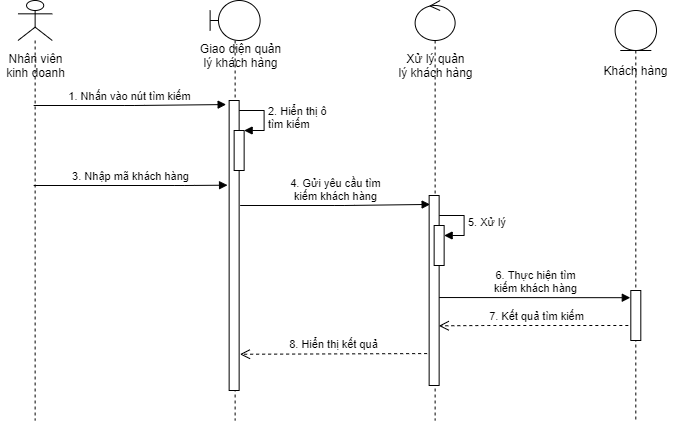 Nhân viên
kinh doanh
Giao diện quản
lý khách hàng
Xử lý quản
lý khách hàng
Khách hàng
1. Nhấn vào nút tìm kiếm
2. Hiển thị ô
tìm kiếm
3. Nhập mã khách hàng
4. Gửi yêu cầu tìm
kiếm khách hàng
5. Xử lý
6. Thực hiện tìm
kiếm khách hàng
7. Kết quả tìm kiếm
8. Hiển thị kết quả